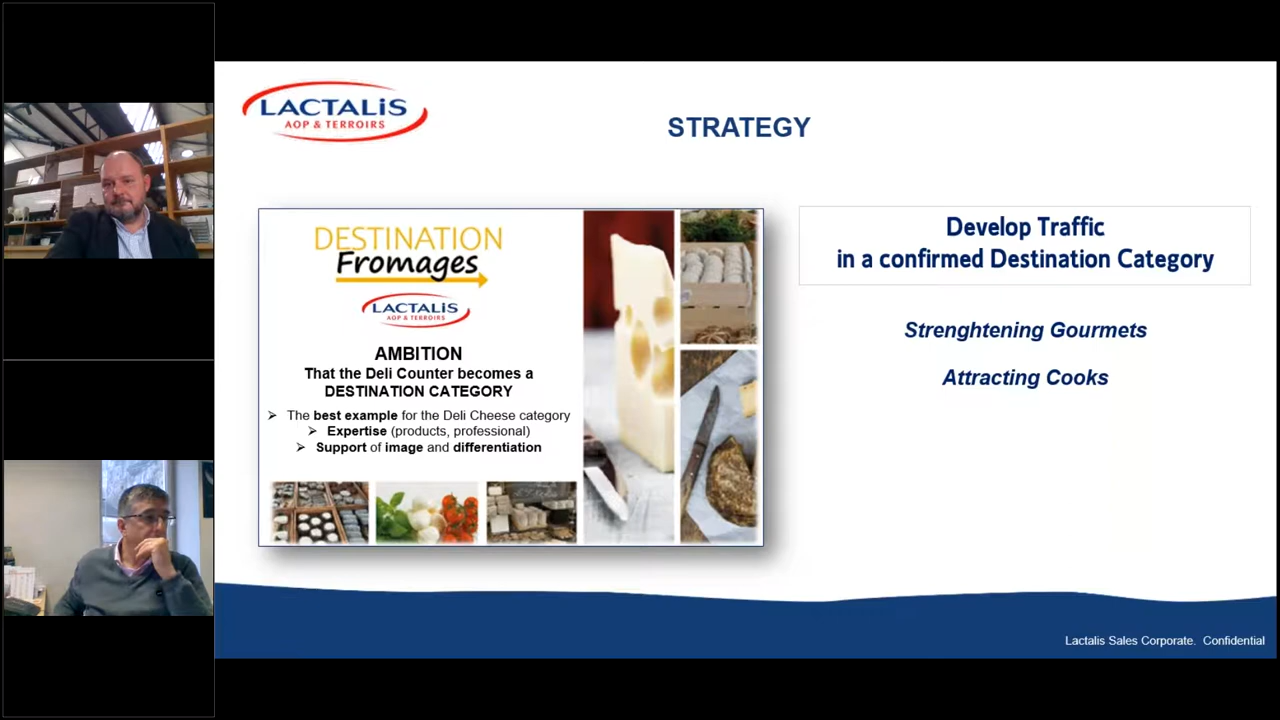 LACTALiS
AOP & TERROIRS
STRATEGY
DESTINATION
Fromages
LACTALiS
AOP & TERROIRS
AMBITION
That the Deli Counter becomes a
DESTINATION CATEGORY
➢ The best example for the Deli Cheese category
➢ Expertise (products, professional)
➢ Support of image and differentiation
Develop Traffic
in a confirmed Destination Category
Strenghtening Gourmets
Attracting Cooks
Lactalis Sales Corporate. Confidential